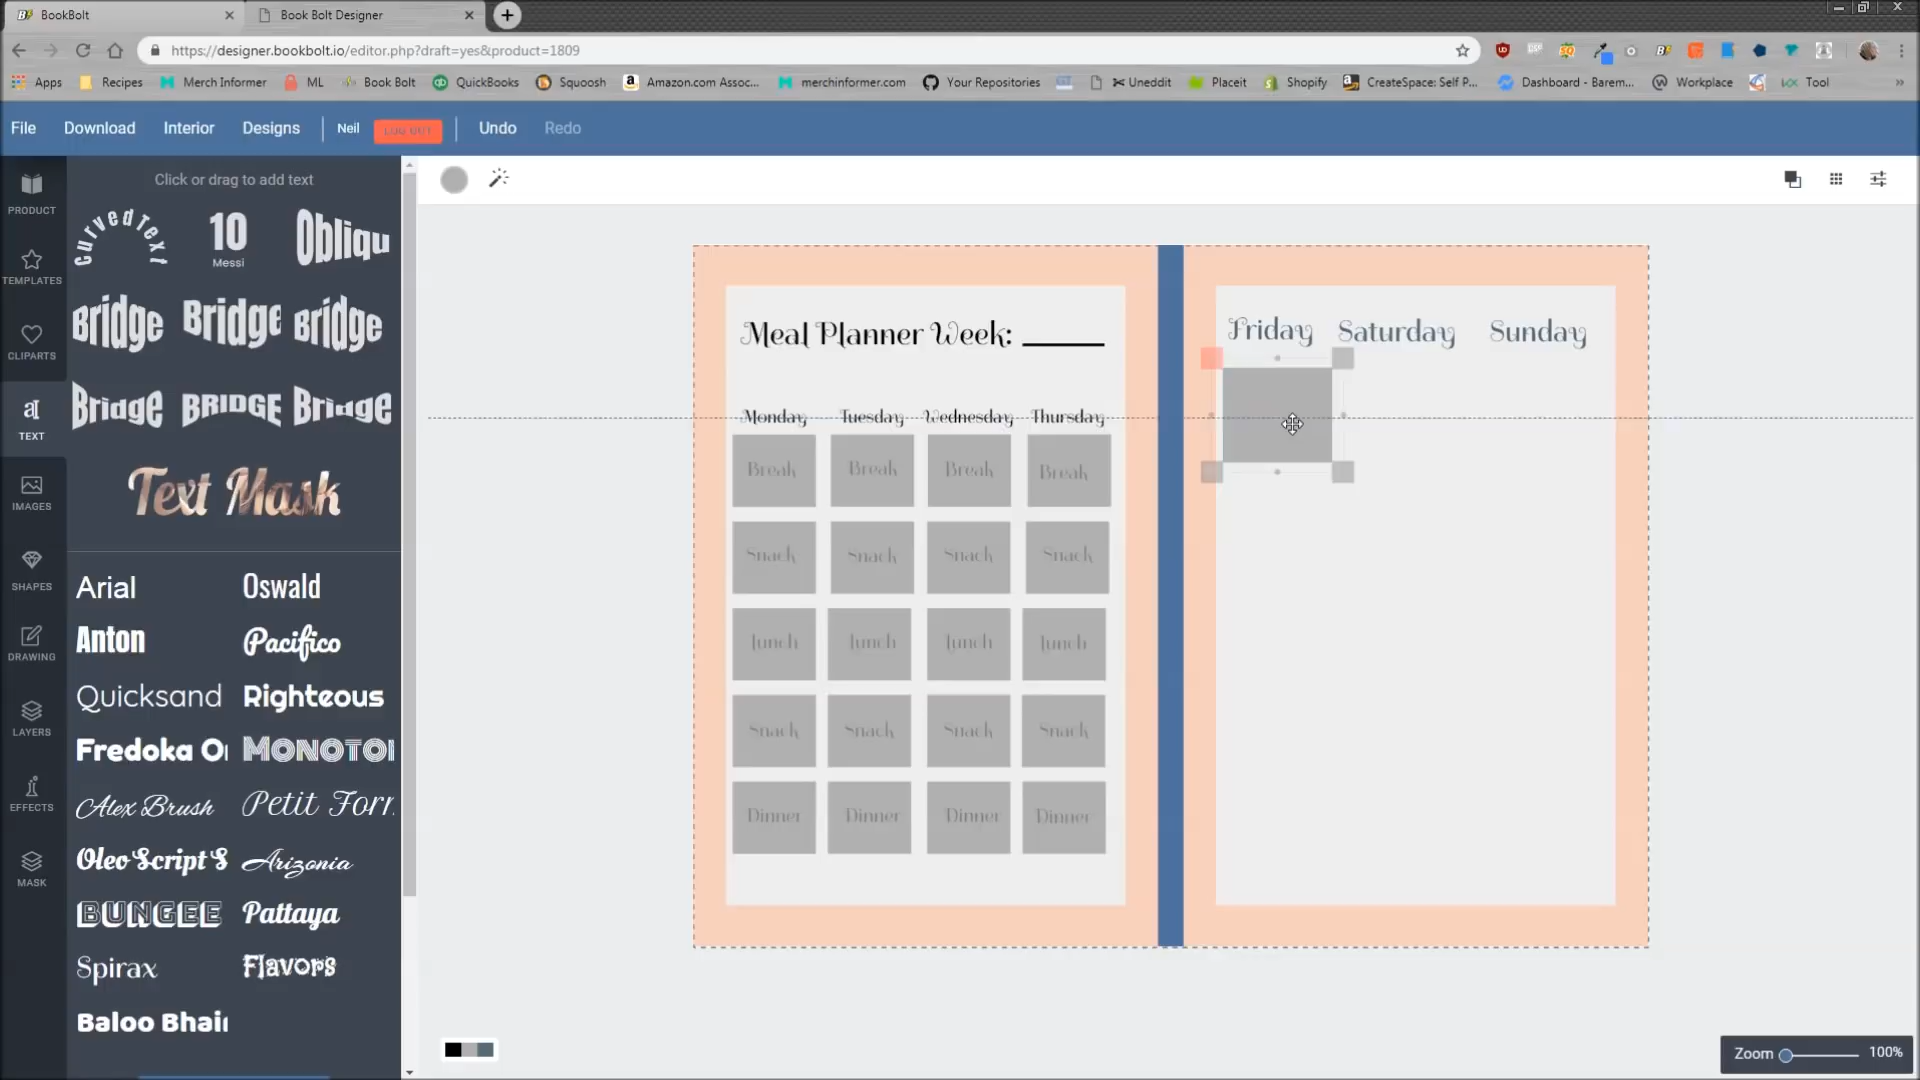 BookBolt
Book Bolt Designer
https://designer.bookbolt.io/editor.php?draft=yes&product=1809
Apps Recipes Merch Informer ML Book Bolt QuickBooks Squoosh Amazon.com Assoc... merchinformer.com Your Repositories Uneddit Placeit Shopify CreateSpace: Self P... Dashboard - Barem... Workplace Tool
File Download Interior Designs Neil LOG OUT Undo Redo
PRODUCT
TEMPLATES
CLIPARTS
TEXT
IMAGES
SHAPES
DRAWING
LAYERS
EFFECTS
MASK
Click or drag to add text
CurvedText 10 Messi Obliqu
Bridge Bridge Bridge
Bridge BRIDGE Bridge
Text Mask
Arial Oswald
Anton Pacifico
Quicksand Righteous
Fredoka O MONOTO
Alex Brush Petit For
Oleo Script S Arizonia
BUNGEE Pattaya
Spirax Flavors
Baloo Bhai
Meal Planner Week: ______
Monday Tuesday Wednesday Thursday
Break Break Break Break
Snack Snack Snack Snack
Lunch Lunch Lunch Lunch
Snack Snack Snack Snack
Dinner Dinner Dinner Dinner
Friday Saturday Sunday
Zoom 100%